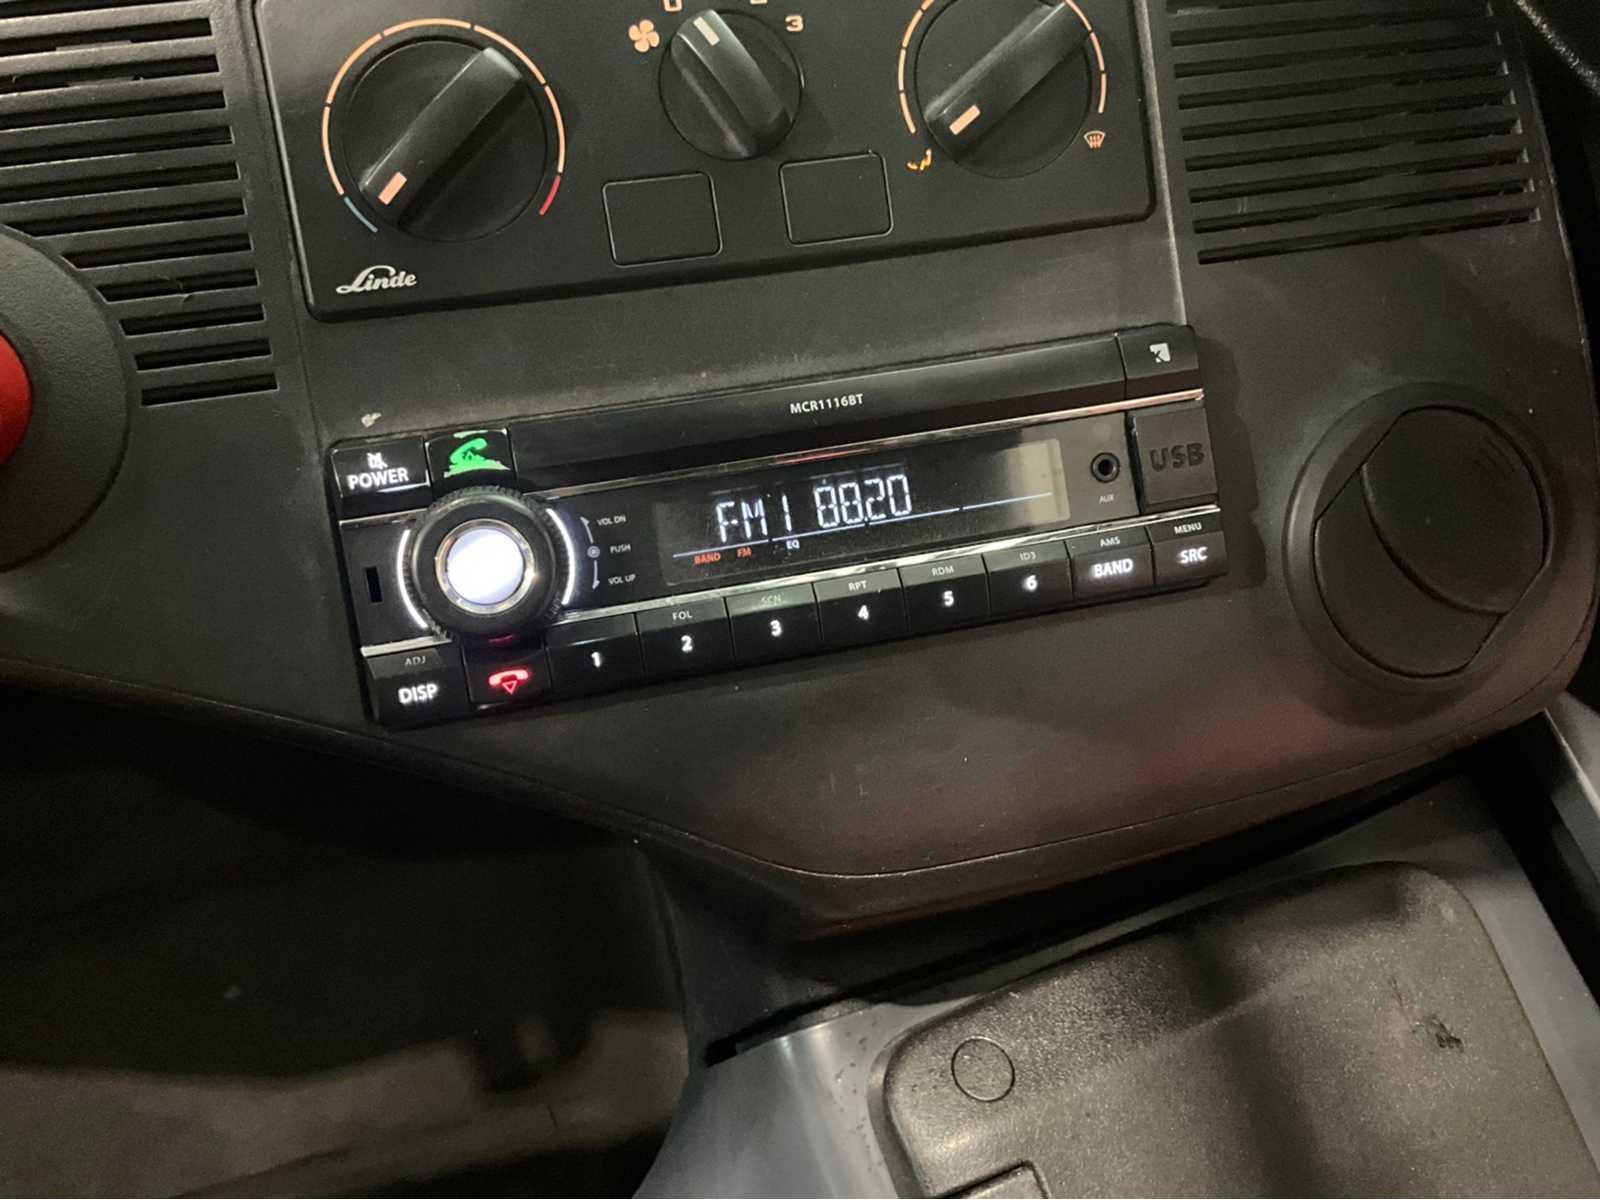 0
3
Linde
MCR1116BT
POWER
USB
AUX
VOL DN
PUSH
VOL UP
FM1 88.20
BAND FM EQ
ADJ
DISP
1
FOL
2
SCN
3
RPT
4
RDM
5
ID3
6
AMS
BAND
MENU
SRC